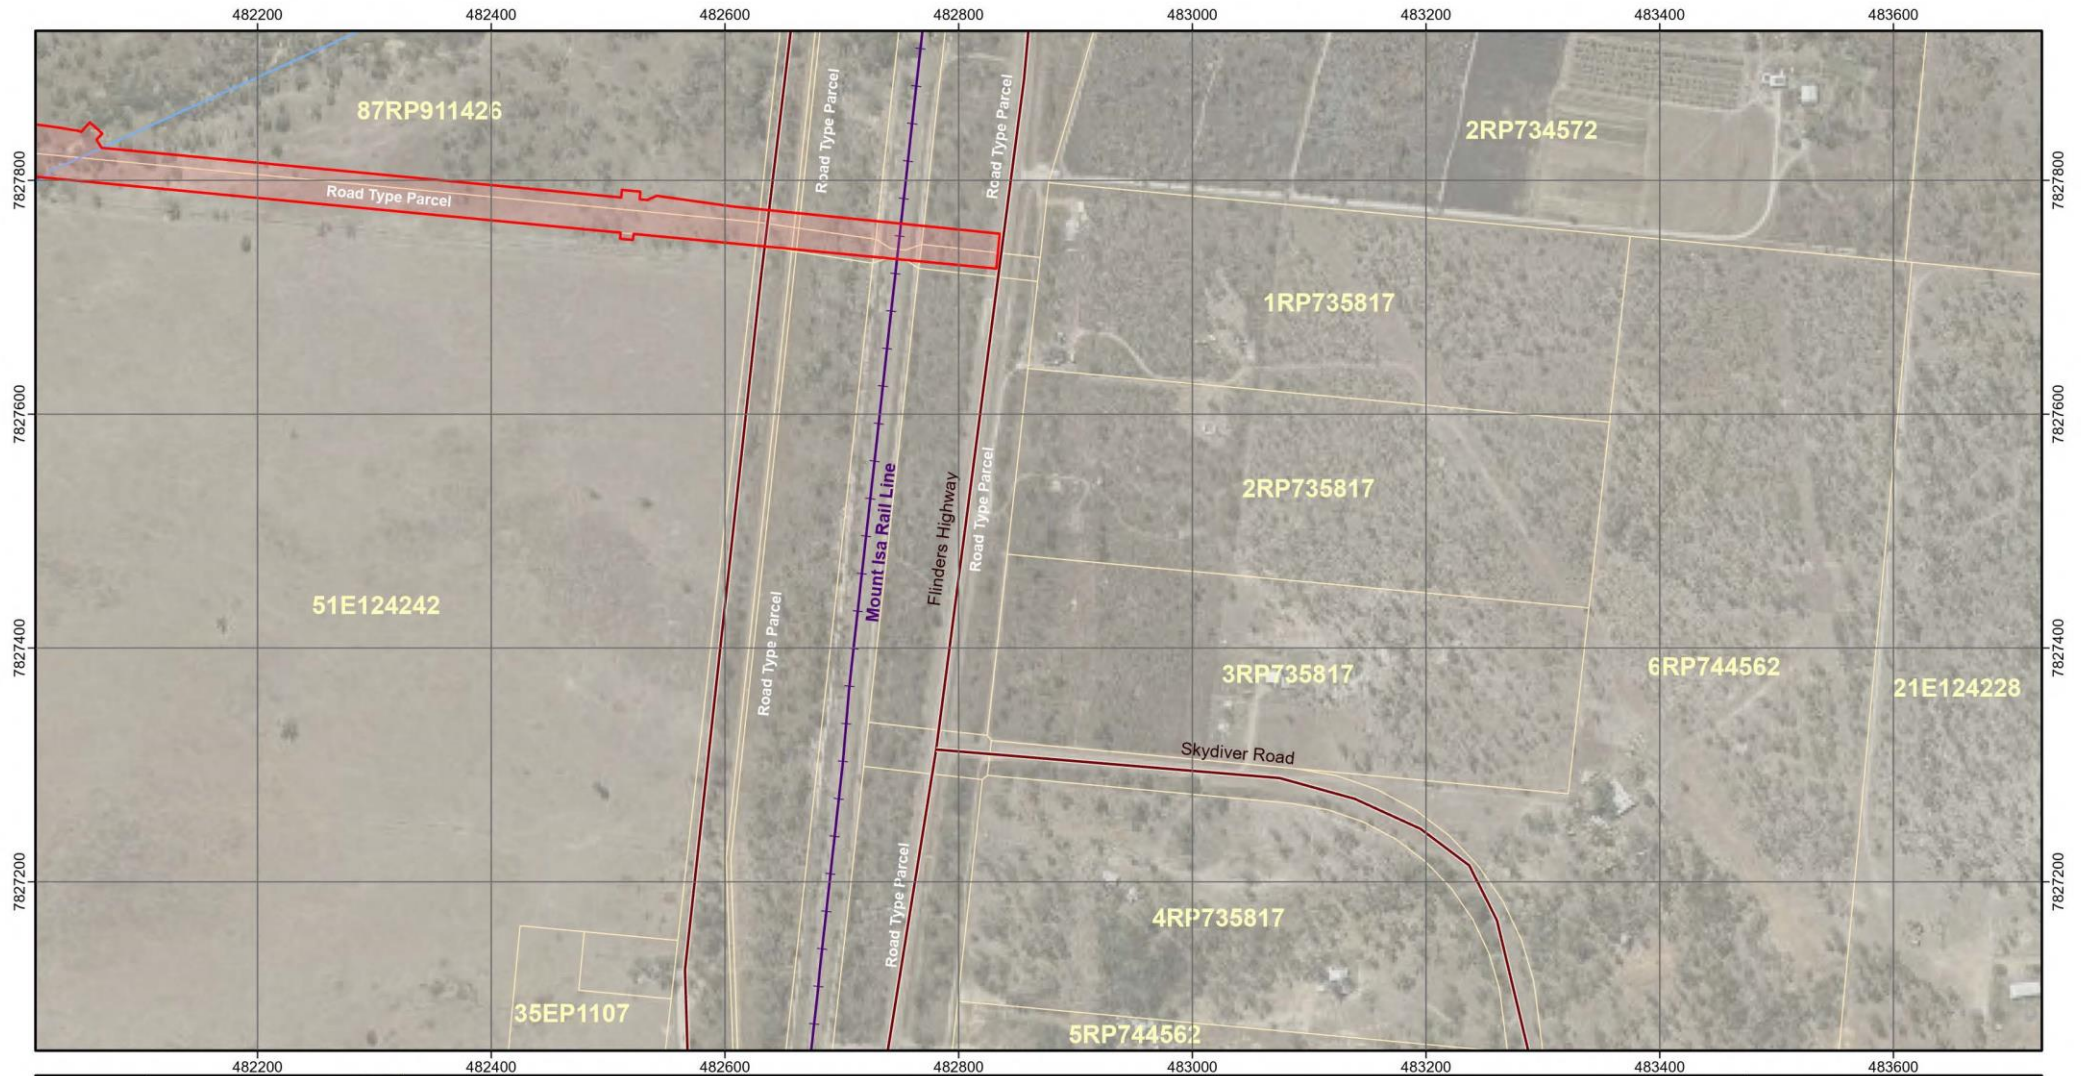 482200 482400 482600 482800 483000 483200 483400 483600
87RP911426
Road Type Parcel
Road Type Parcel
2RP734572
7827800
7827800
Road Type Parcel
1RP735817
7827600
7827600
2RP735817
Mount Isa Rail Line
Flinders Highway
Road Type Parcel
51E124242
Road Type Parcel
7827400
7827400
3RP735817
6RP744562
21E124228
Skydiver Road
7827200
7827200
Road Type Parcel
4RP735817
35EP1107
5RP744562
482200 482400 482600 482800 483000 483200 483400 483600